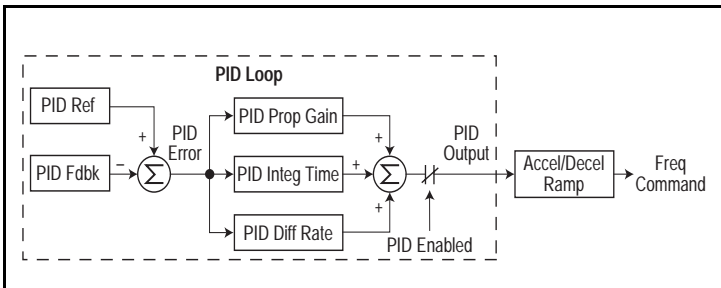 PID Loop
PID Ref
+
PID Fdbk
−
Σ
PID
Error
PID Prop Gain
PID Integ Time
PID Diff Rate
+
+
+
Σ
PID
Output
PID Enabled
Accel/Decel
Ramp
Freq
Command